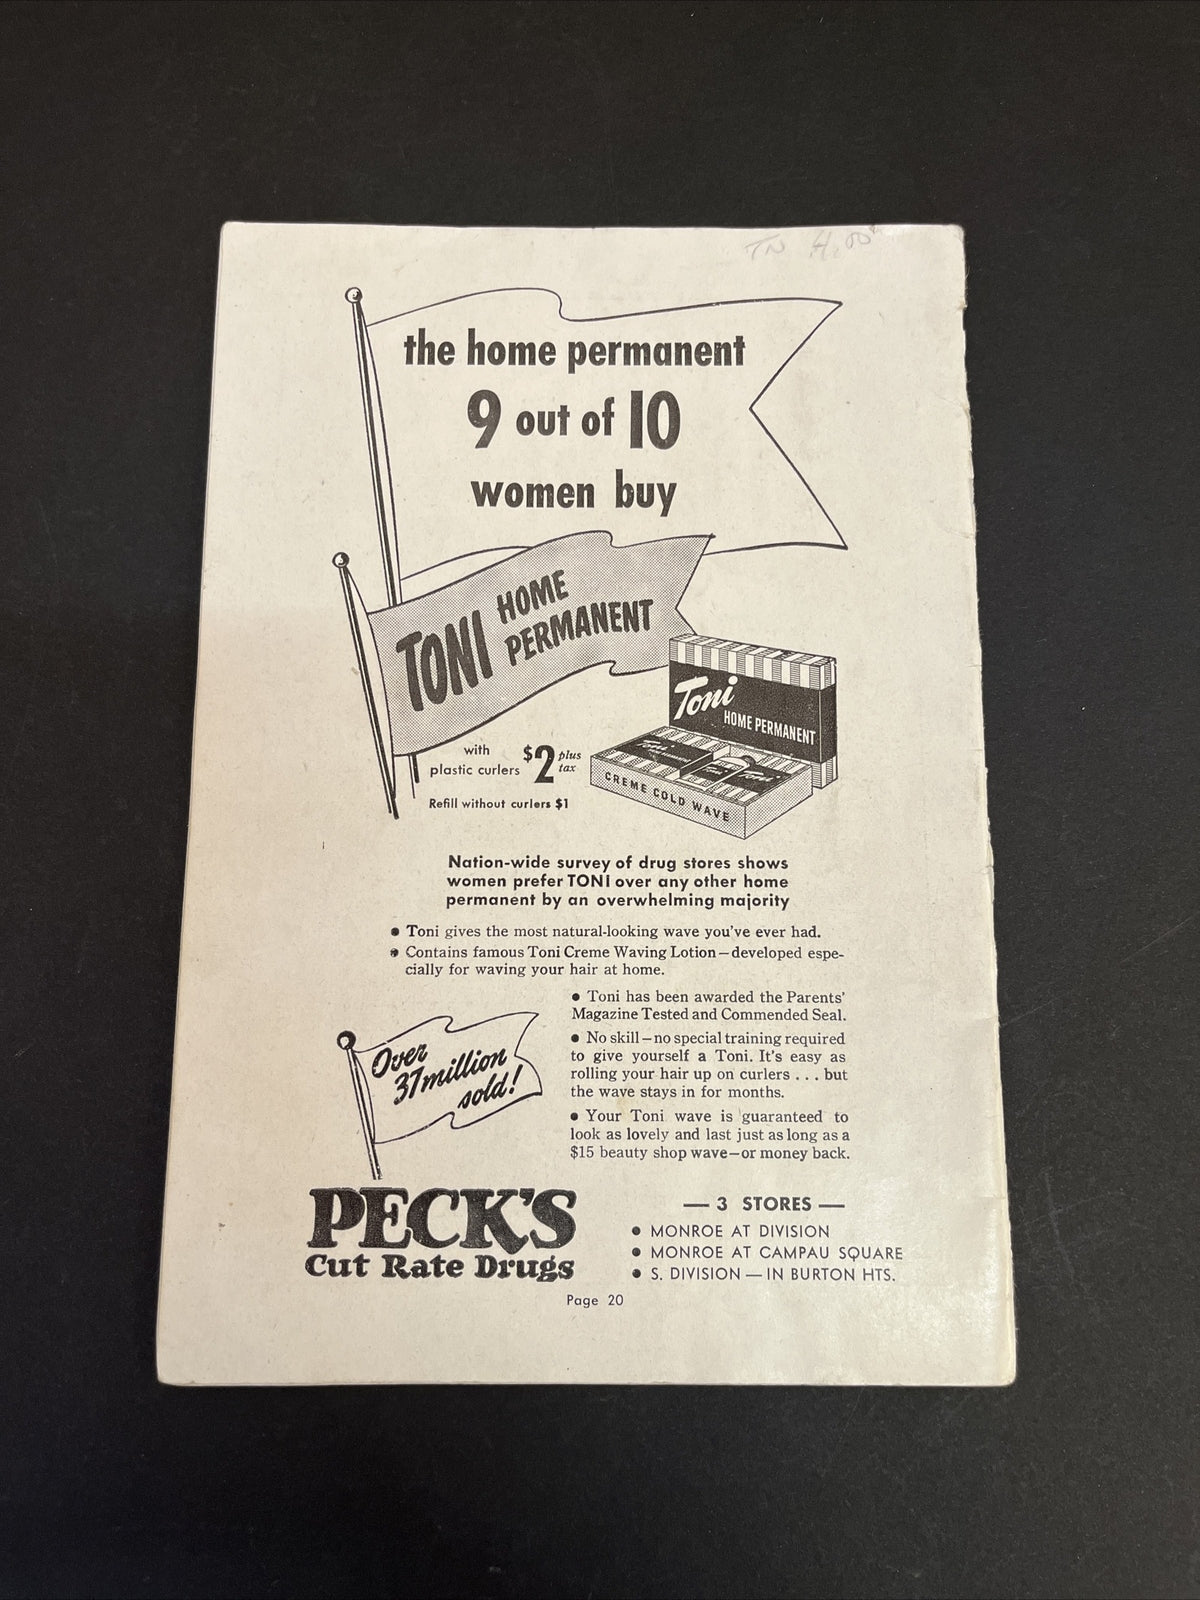 TN 4.00
the home permanent
9 out of 10
women buy
TONI HOME
PERMANENT
Toni
HOME PERMANENT
CREME COLD WAVE
with
plastic curlers $2 plus
tax
Refill without curlers $1
Nation-wide survey of drug stores shows
women prefer TONI over any other home
permanent by an overwhelming majority
• Toni gives the most natural-looking wave you've ever had.
• Contains famous Toni Creme Waving Lotion—developed espe-
cially for waving your hair at home.
• Toni has been awarded the Parents'
Magazine Tested and Commended Seal.
• No skill—no special training required
to give yourself a Toni. It's easy as
rolling your hair up on curlers . . . but
the wave stays in for months.
• Your Toni wave is guaranteed to
look as lovely and last just as long as a
$15 beauty shop wave—or money back.
Over
37 million
sold!
PECK'S
Cut Rate Drugs
— 3 STORES —
• MONROE AT DIVISION
• MONROE AT CAMPAU SQUARE
• S. DIVISION — IN BURTON HTS.
Page 20